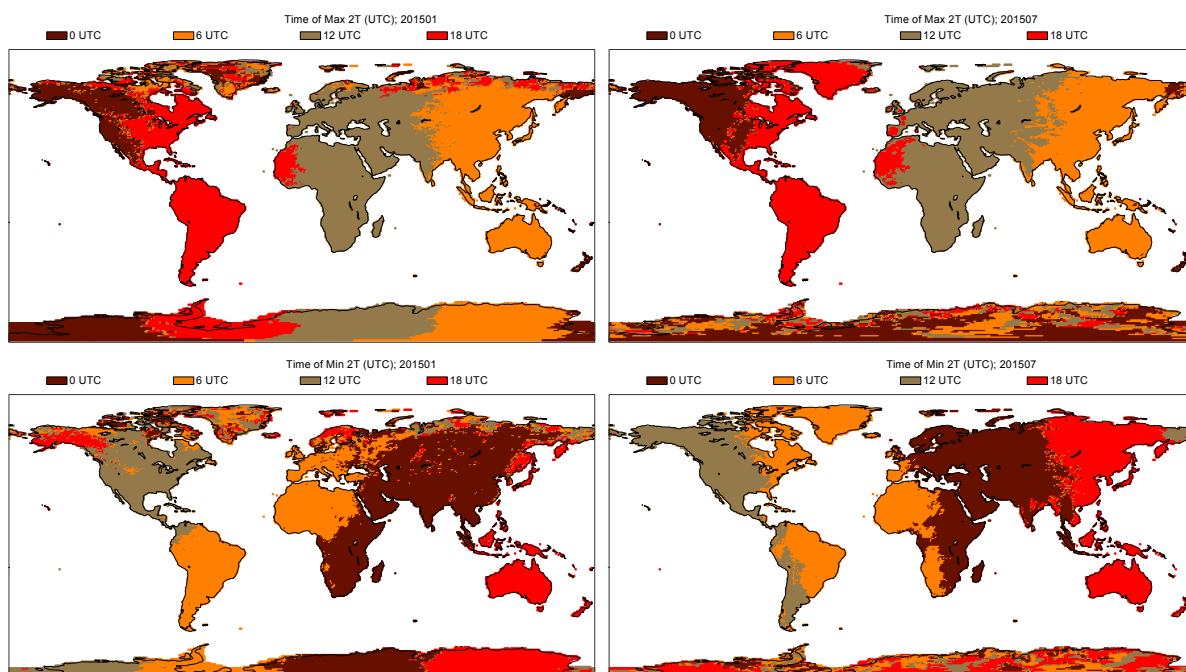 Time of Max 2T (UTC); 201501
0 UTC 6 UTC 12 UTC 18 UTC
Time of Max 2T (UTC); 201507
0 UTC 6 UTC 12 UTC 18 UTC
Time of Min 2T (UTC); 201501
0 UTC 6 UTC 12 UTC 18 UTC
Time of Min 2T (UTC); 201507
0 UTC 6 UTC 12 UTC 18 UTC